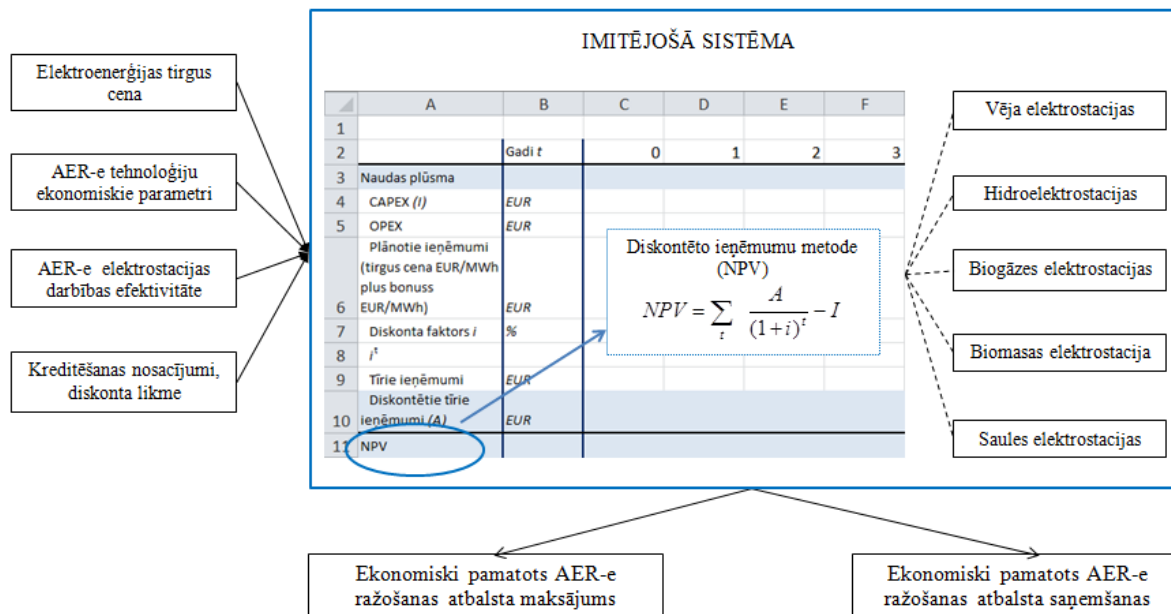 IMITĒJOŠĀ SISTĒMA
Elektroenerģijas tirgus
cena
AER-e tehnoloģiju
ekonomiskie parametri
AER-e elektrostacijas
darbības efektivitāte
Kreditēšanas nosacījumi,
diskonta likme
A B C D E F
1
2 Gadi t 0 1 2 3
3 Naudas plūsma
4 CAPEX (I) EUR
5 OPEX EUR
Plānotie ieņēmumi
(tirgus cena EUR/MWh
plus bonuss
6 EUR/MWh) EUR
7 Diskonta faktors i %
8 i^t
9 Tīrie ieņēmumi EUR
Diskontētie tīrie
10 ieņēmumi (A) EUR
11 NPV
Diskontēto ieņēmumu metode
(NPV)
NPV = ∑_t A/(1+i)^t − I
Vēja elektrostacijas
Hidroelektrostacijas
Biogāzes elektrostacijas
Biomasas elektrostacija
Saules elektrostacijas
Ekonomiski pamatots AER-e
ražošanas atbalsta maksājums
Ekonomiski pamatots AER-e
ražošanas atbalsta saņemšanas